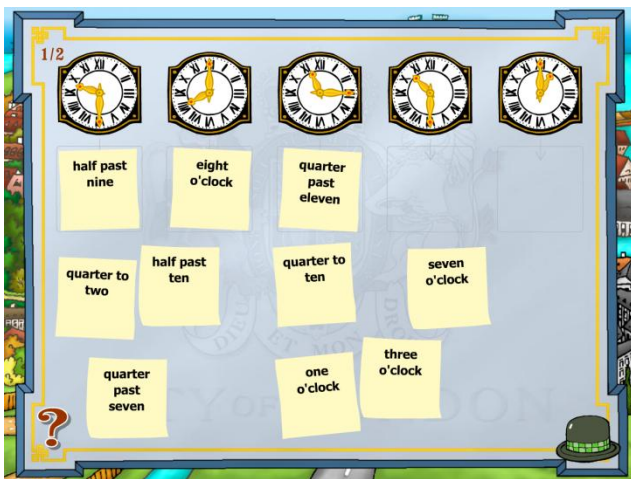 1/2
half past
nine
eight
o'clock
quarter
past
eleven
quarter to
two
half past
ten
quarter to
ten
seven
o'clock
quarter
past
seven
one
o'clock
three
o'clock
?